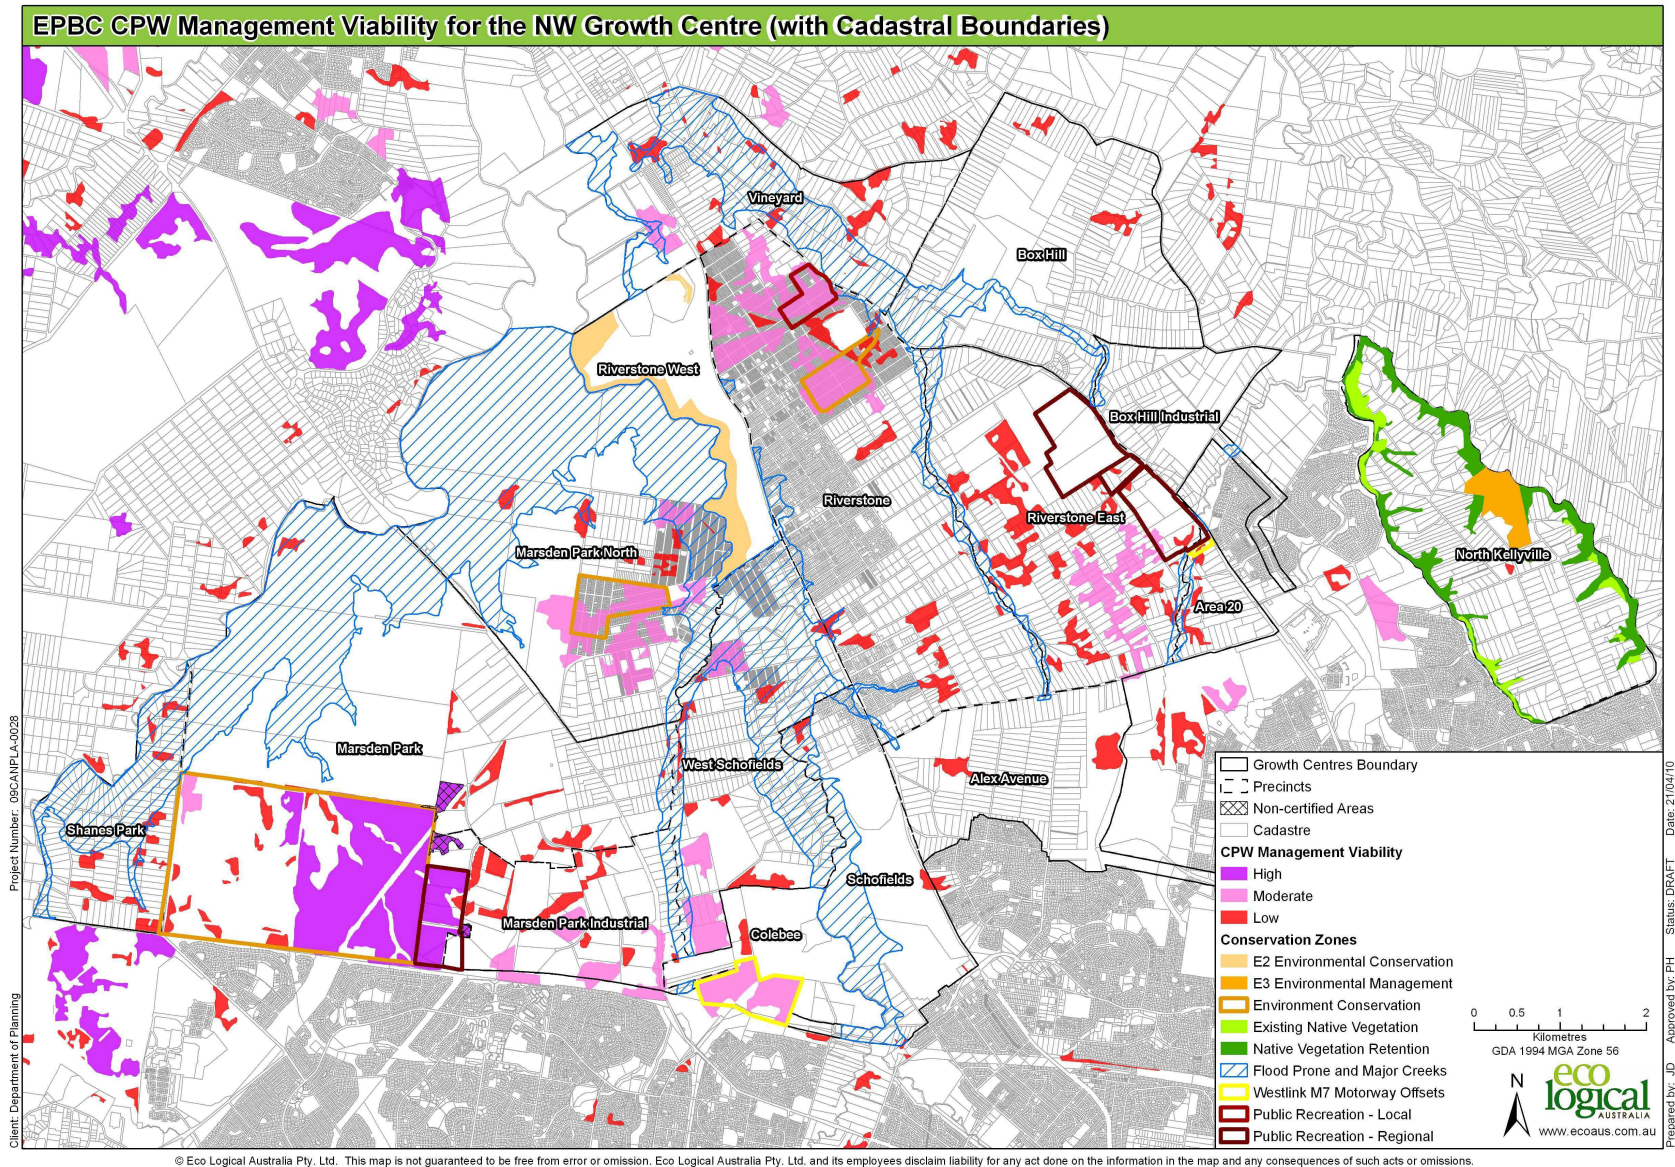 EPBC CPW Management Viability for the NW Growth Centre (with Cadastral Boundaries)
Vineyard
Box Hill
Riverstone West
Box Hill Industrial
Riverstone
Riverstone East
Marsden Park North
North Kellyville
Area 20
Marsden Park
West Schofields
Alex Avenue
Shanes Park
Schofields
Marsden Park Industrial
Colebee
Growth Centres Boundary
Precincts
Non-certified Areas
Cadastre
CPW Management Viability
High
Moderate
Low
Conservation Zones
E2 Environmental Conservation
E3 Environmental Management
Environment Conservation
Existing Native Vegetation
Native Vegetation Retention
Flood Prone and Major Creeks
Westlink M7 Motorway Offsets
Public Recreation - Local
Public Recreation - Regional
0 0.5 1 2
Kilometres
GDA 1994 MGA Zone 56
N
eco
logical
AUSTRALIA
www.ecoaus.com.au
Client: Department of Planning
Project Number: 09CANPLA-0028
Prepared by: JD
Approved by: PH
Status: DRAFT
Date: 21/04/10
© Eco Logical Australia Pty. Ltd. This map is not guaranteed to be free from error or omission. Eco Logical Australia Pty. Ltd. and its employees disclaim liability for any act done on the information in the map and any consequences of such acts or omissions.